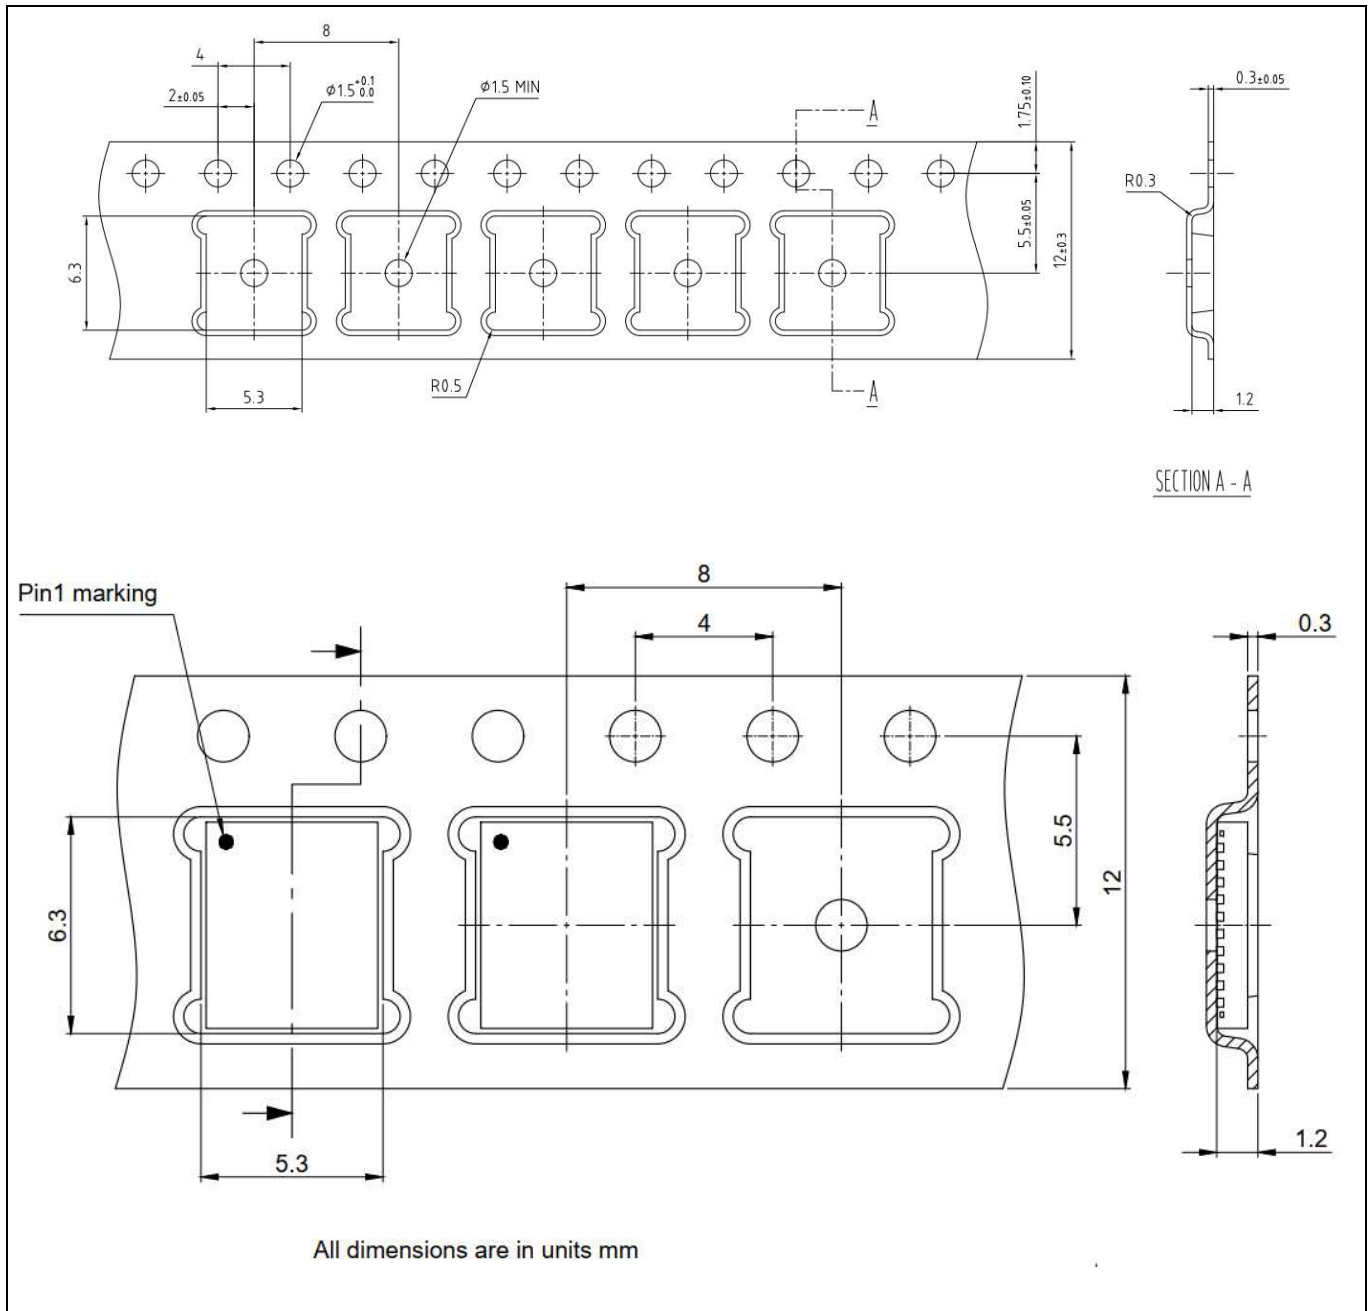 8
4
2±0.05
⌀1.5 +0.1 0.0
⌀1.5 MIN
A
1.75±0.10
0.3±0.05
R0.3
5.5±0.05
12±0.3
6.3
R0.5
5.3
A
1.2
SECTION A - A
8
Pin1 marking
4
0.3
5.5
12
6.3
1.2
5.3
All dimensions are in units mm